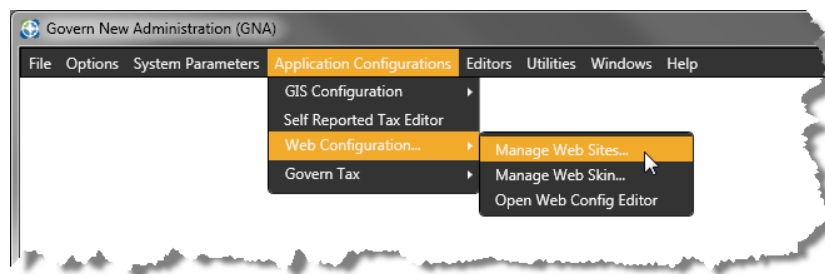 Govern New Administration (GNA)
File Options System Parameters Application Configurations Editors Utilities Windows Help
GIS Configuration
Self Reported Tax Editor
Web Configuration...
Govern Tax
Manage Web Sites...
Manage Web Skin...
Open Web Config Editor